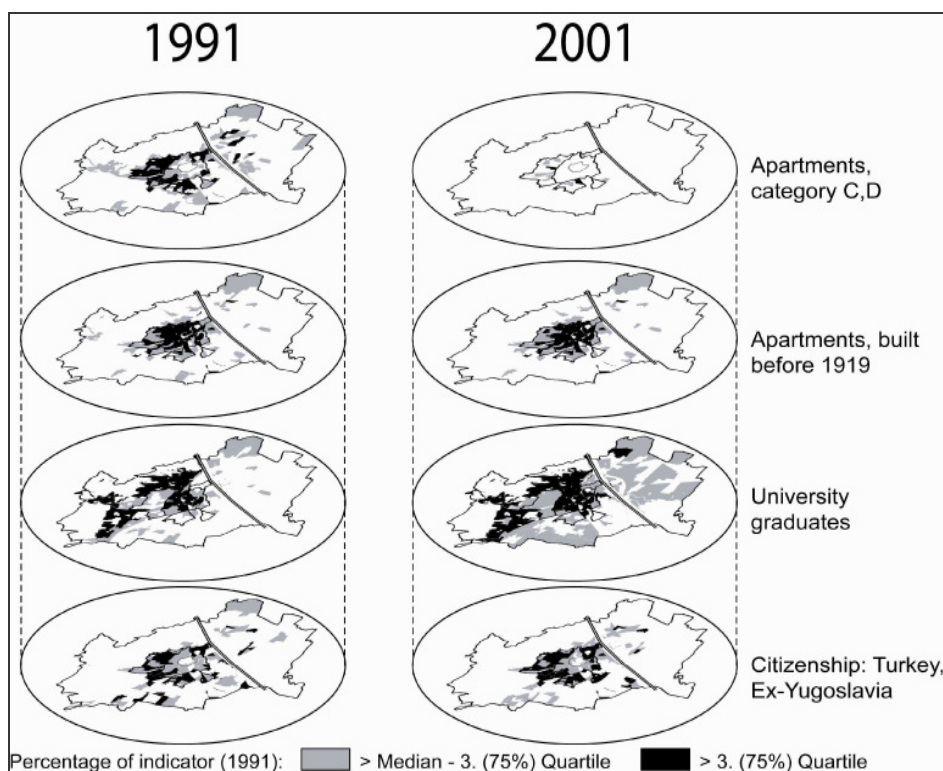 1991
2001
Apartments,
category C,D
Apartments, built
before 1919
University
graduates
Citizenship: Turkey,
Ex-Yugoslavia
Percentage of indicator (1991): > Median - 3. (75%) Quartile > 3. (75%) Quartile